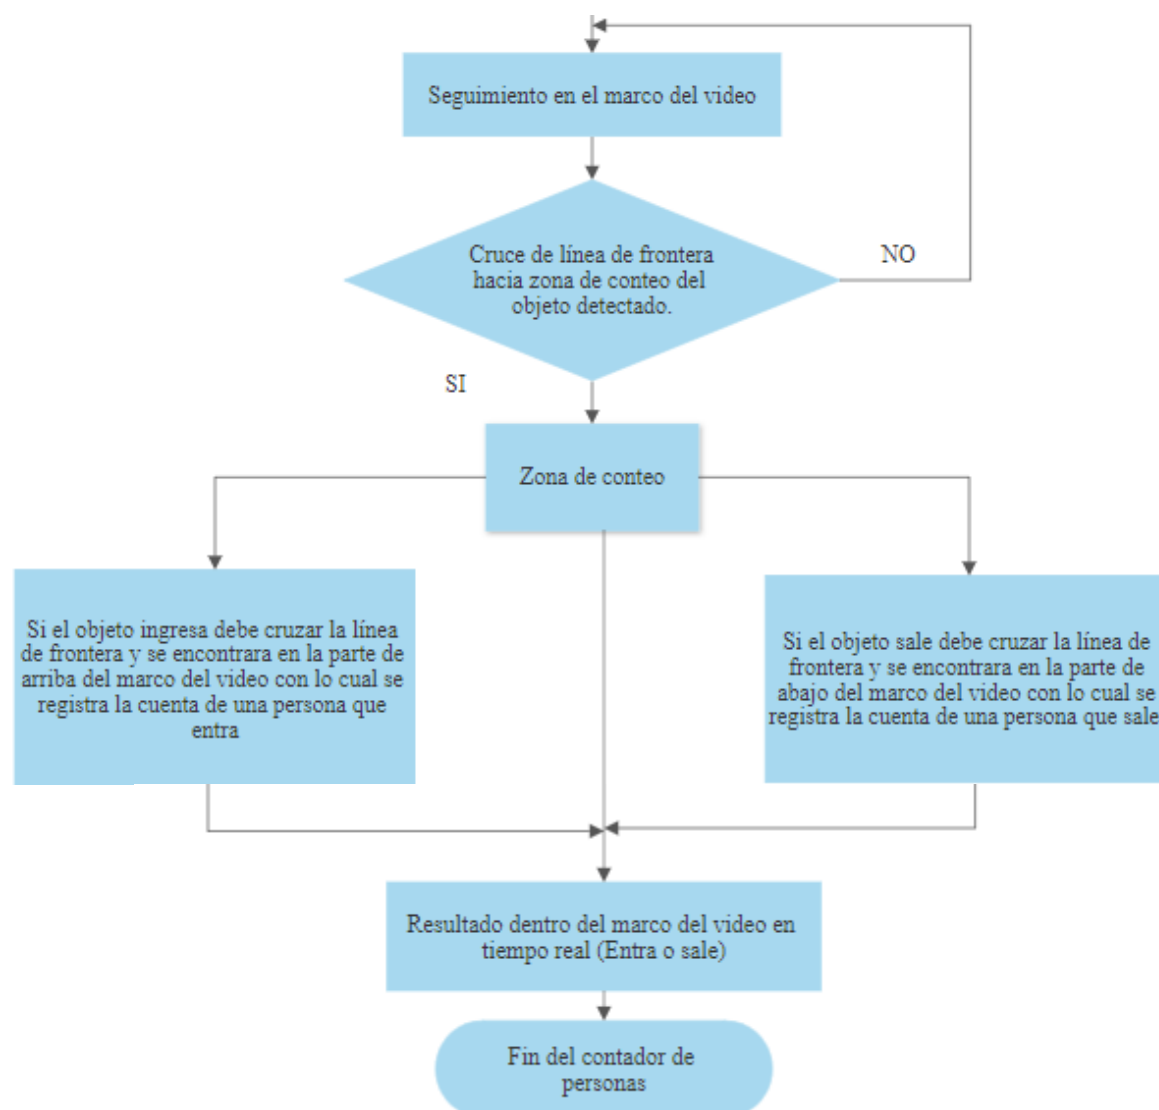 Seguimiento en el marco del video
Cruce de línea de frontera
hacia zona de conteo del
objeto detectado.
NO
SI
Zona de conteo
Si el objeto ingresa debe cruzar la línea
de frontera y se encontrara en la parte de
arriba del marco del video con lo cual se
registra la cuenta de una persona que
entra
Si el objeto sale debe cruzar la línea de
frontera y se encontrara en la parte de
abajo del marco del video con lo cual se
registra la cuenta de una persona que sale
Resultado dentro del marco del video en
tiempo real (Entra o sale)
Fin del contador de
personas